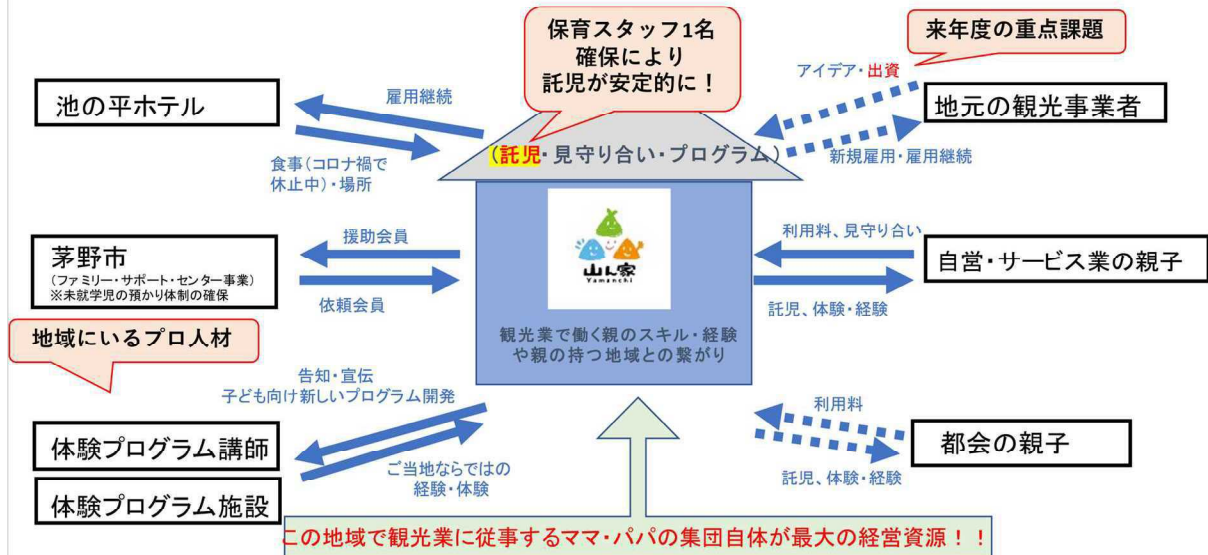 保育スタッフ1名
確保により
託児が安定的に！
来年度の重点課題
池の平ホテル
雇用継続
食事（コロナ禍で
休止中）・場所
（託児・見守り合い・プログラム）
アイデア・出資
地元の観光事業者
新規雇用・雇用継続
茅野市
（ファミリー・サポート・センター事業）
※未就学児の預かり体制の確保
援助会員
依頼会員
山ん家
Yamanchi
利用料、見守り合い
自営・サービス業の親子
託児、体験・経験
観光業で働く親のスキル・経験
や親の持つ地域との繋がり
地域にいるプロ人材
告知・宣伝
子ども向け新しいプログラム開発
体験プログラム講師
体験プログラム施設
ご当地ならではの
経験・体験
利用料
都会の親子
託児、体験・経験
この地域で観光業に従事するママ・パパの集団自体が最大の経営資源！！